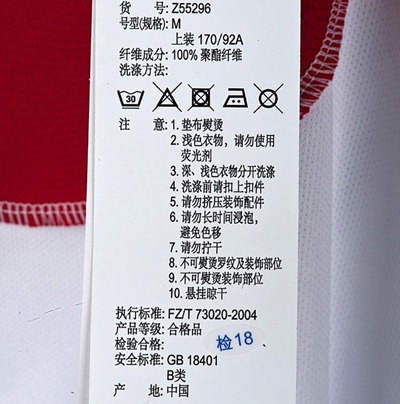 货 号: Z55296
号型(规格): M
上装 170/92A
纤维成分: 100% 聚酯纤维
洗涤方法:
30
注 意: 1. 垫布熨烫
2. 浅色衣物, 请勿使用
荧光剂
3. 深、浅色衣物分开洗涤
4. 洗涤前请扣上扣件
5. 请勿挤压装饰配件
6. 请勿长时间浸泡,
避免色移
7. 请勿拧干
8. 不可熨烫罗纹及装饰部位
9. 不可熨烫装饰部位
10. 悬挂晾干
执行标准: FZ/T 73020-2004
产品等级: 合格品
检验合格: 检18
安全标准: GB 18401
B类
产 地: 中国